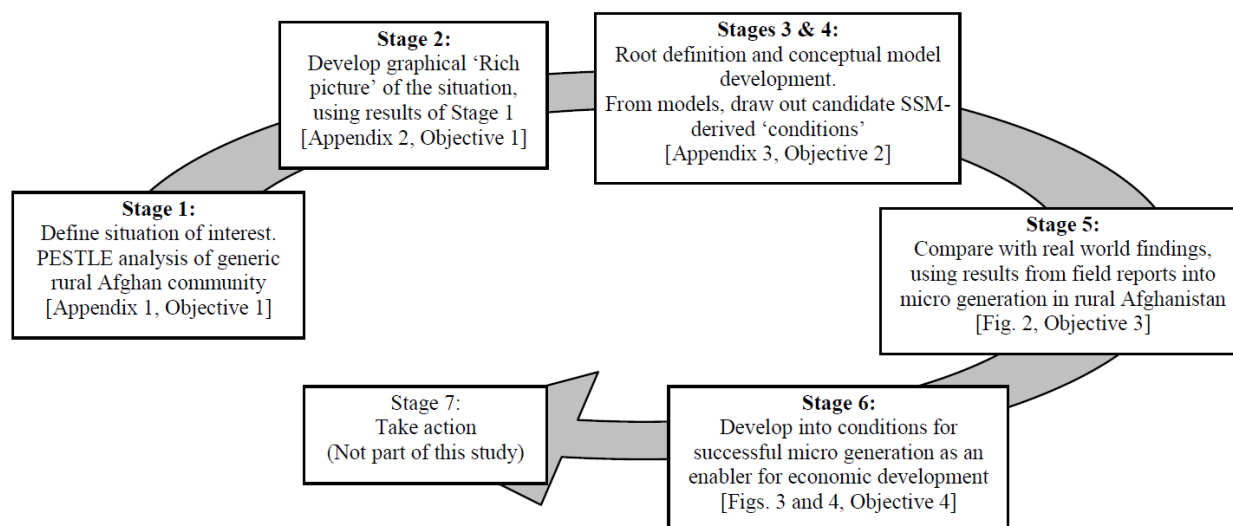 Stage 1:
Define situation of interest.
PESTLE analysis of generic
rural Afghan community
[Appendix 1, Objective 1]
Stage 2:
Develop graphical ‘Rich
picture’ of the situation,
using results of Stage 1
[Appendix 2, Objective 1]
Stages 3 & 4:
Root definition and conceptual model
development.
From models, draw out candidate SSM-
derived ‘conditions’
[Appendix 3, Objective 2]
Stage 5:
Compare with real world findings,
using results from field reports into
micro generation in rural Afghanistan
[Fig. 2, Objective 3]
Stage 6:
Develop into conditions for
successful micro generation as an
enabler for economic development
[Figs. 3 and 4, Objective 4]
Stage 7:
Take action
(Not part of this study)